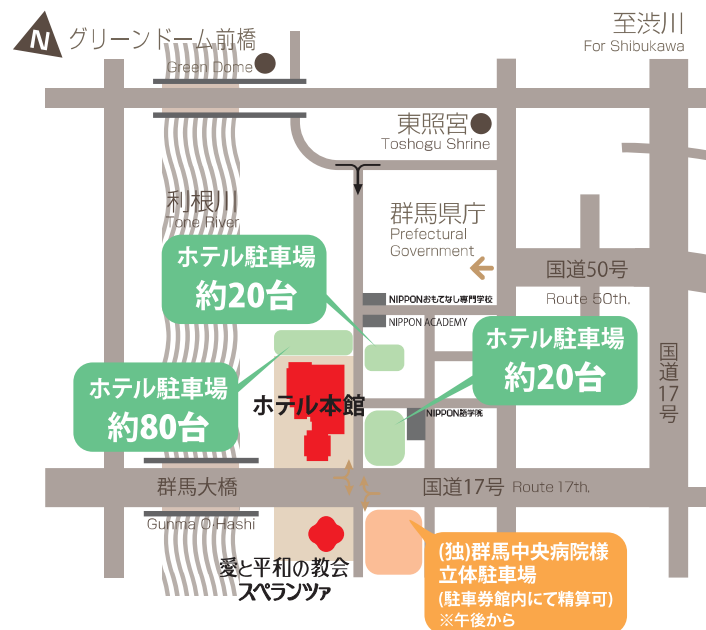 N
グリーンドーム前橋
Green Dome
至渋川
For Shibukawa
東照宮
Toshogu Shrine
利根川
Tone River
群馬県庁
Prefectural
Government
国道50号
Route 50th.
ホテル駐車場
約20台
NIPPONおもてなし専門学校
NIPPON ACADEMY
ホテル駐車場
約20台
国道17号
ホテル駐車場
約80台
ホテル本館
NIPPON語学院
群馬大橋
Gunma O-Hashi
国道17号 Route 17th.
愛と平和の教会
スペランツァ
(独)群馬中央病院様
立体駐車場
(駐車券館内にて精算可)
※午後から